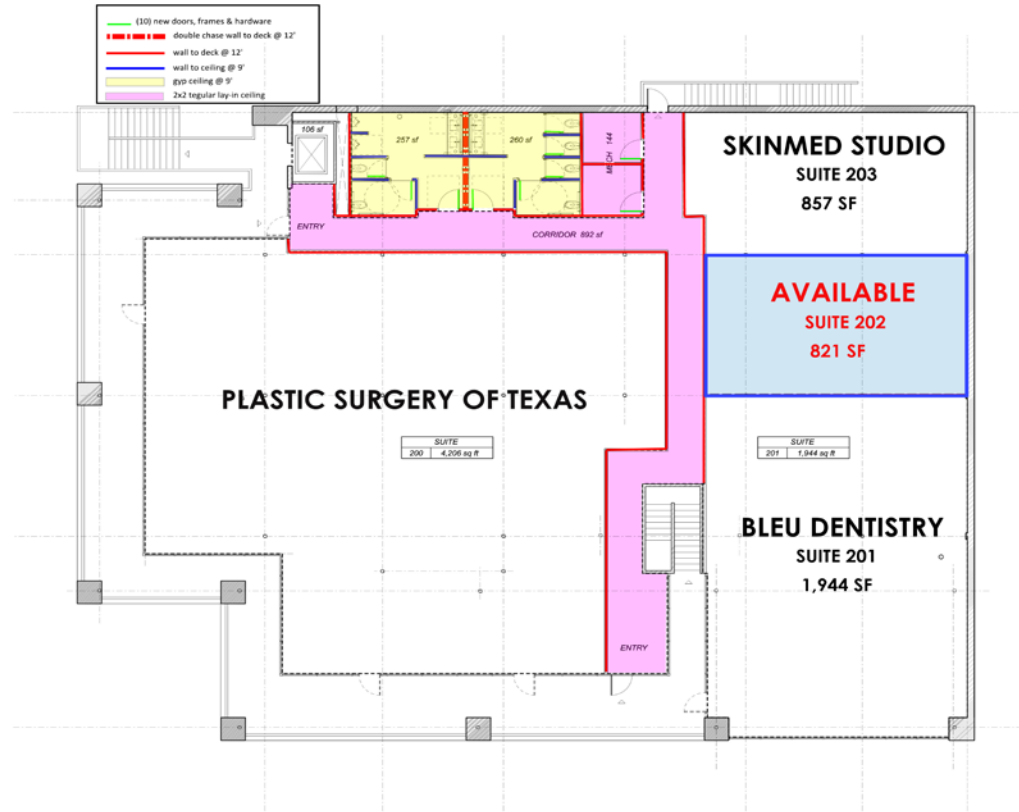 (10) new doors, frames & hardware
double chase wall to deck @ 12'
wall to deck @ 12'
wall to ceiling @ 9'
gyp ceiling @ 9'
2x2 tegular lay-in ceiling
106 sf
257 sf
260 sf
MECH 144
SKINMED STUDIO
SUITE 203
857 SF
ENTRY
CORRIDOR 892 sf
AVAILABLE
SUITE 202
821 SF
PLASTIC SURGERY OF TEXAS
SUITE
200 4,206 sq ft
SUITE
201 1,944 sq ft
BLEU DENTISTRY
SUITE 201
1,944 SF
ENTRY